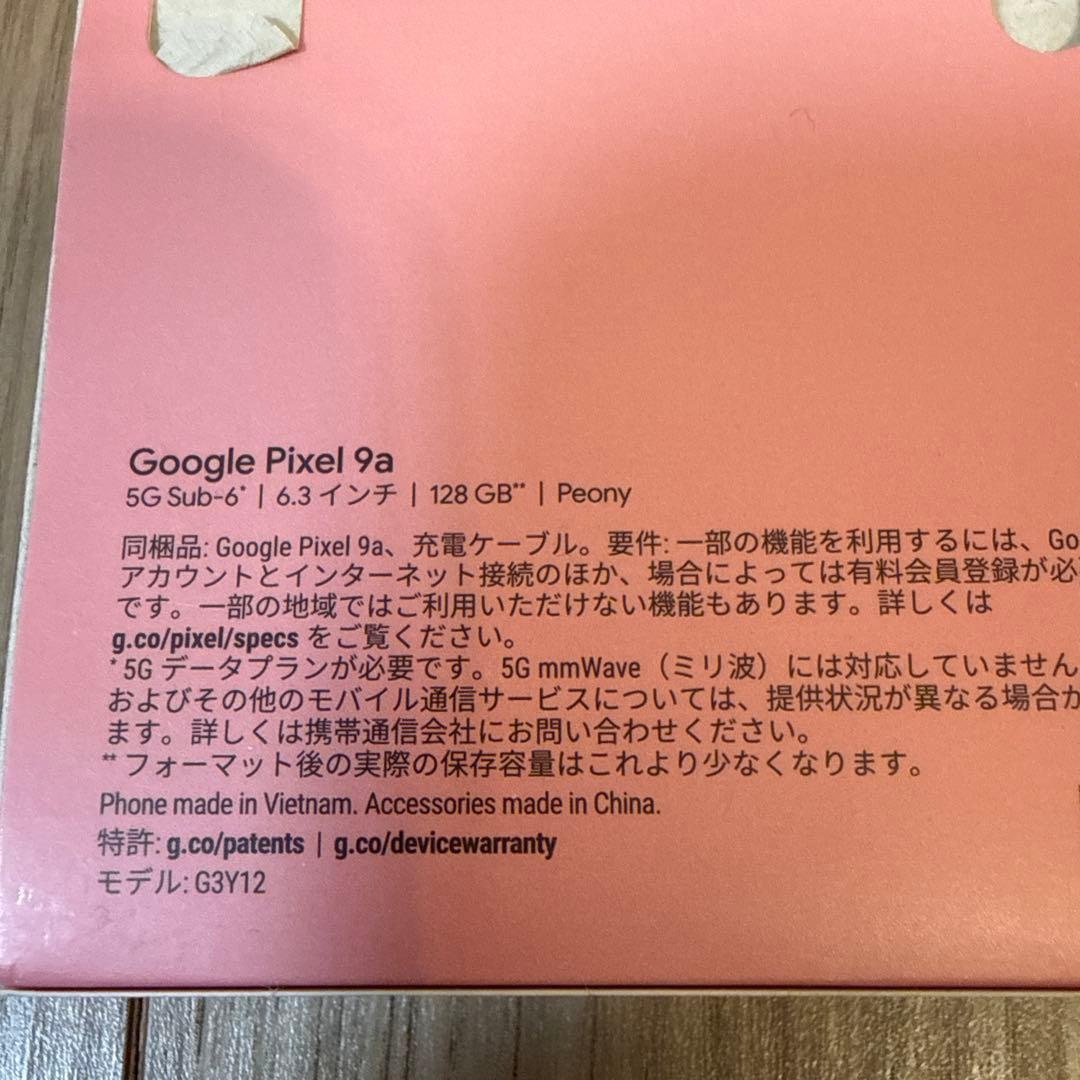 Google Pixel 9a
5G Sub-6* | 6.3 インチ | 128 GB** | Peony
同梱品: Google Pixel 9a、充電ケーブル。要件: 一部の機能を利用するには、Go
アカウントとインターネット接続のほか、場合によっては有料会員登録が必
です。一部の地域ではご利用いただけない機能もあります。詳しくは
g.co/pixel/specs をご覧ください。
* 5G データプランが必要です。5G mmWave（ミリ波）には対応していません
およびその他のモバイル通信サービスについては、提供状況が異なる場合が
ます。詳しくは携帯通信会社にお問い合わせください。
** フォーマット後の実際の保存容量はこれより少なくなります。
Phone made in Vietnam. Accessories made in China.
特許: g.co/patents | g.co/devicewarranty
モデル: G3Y12